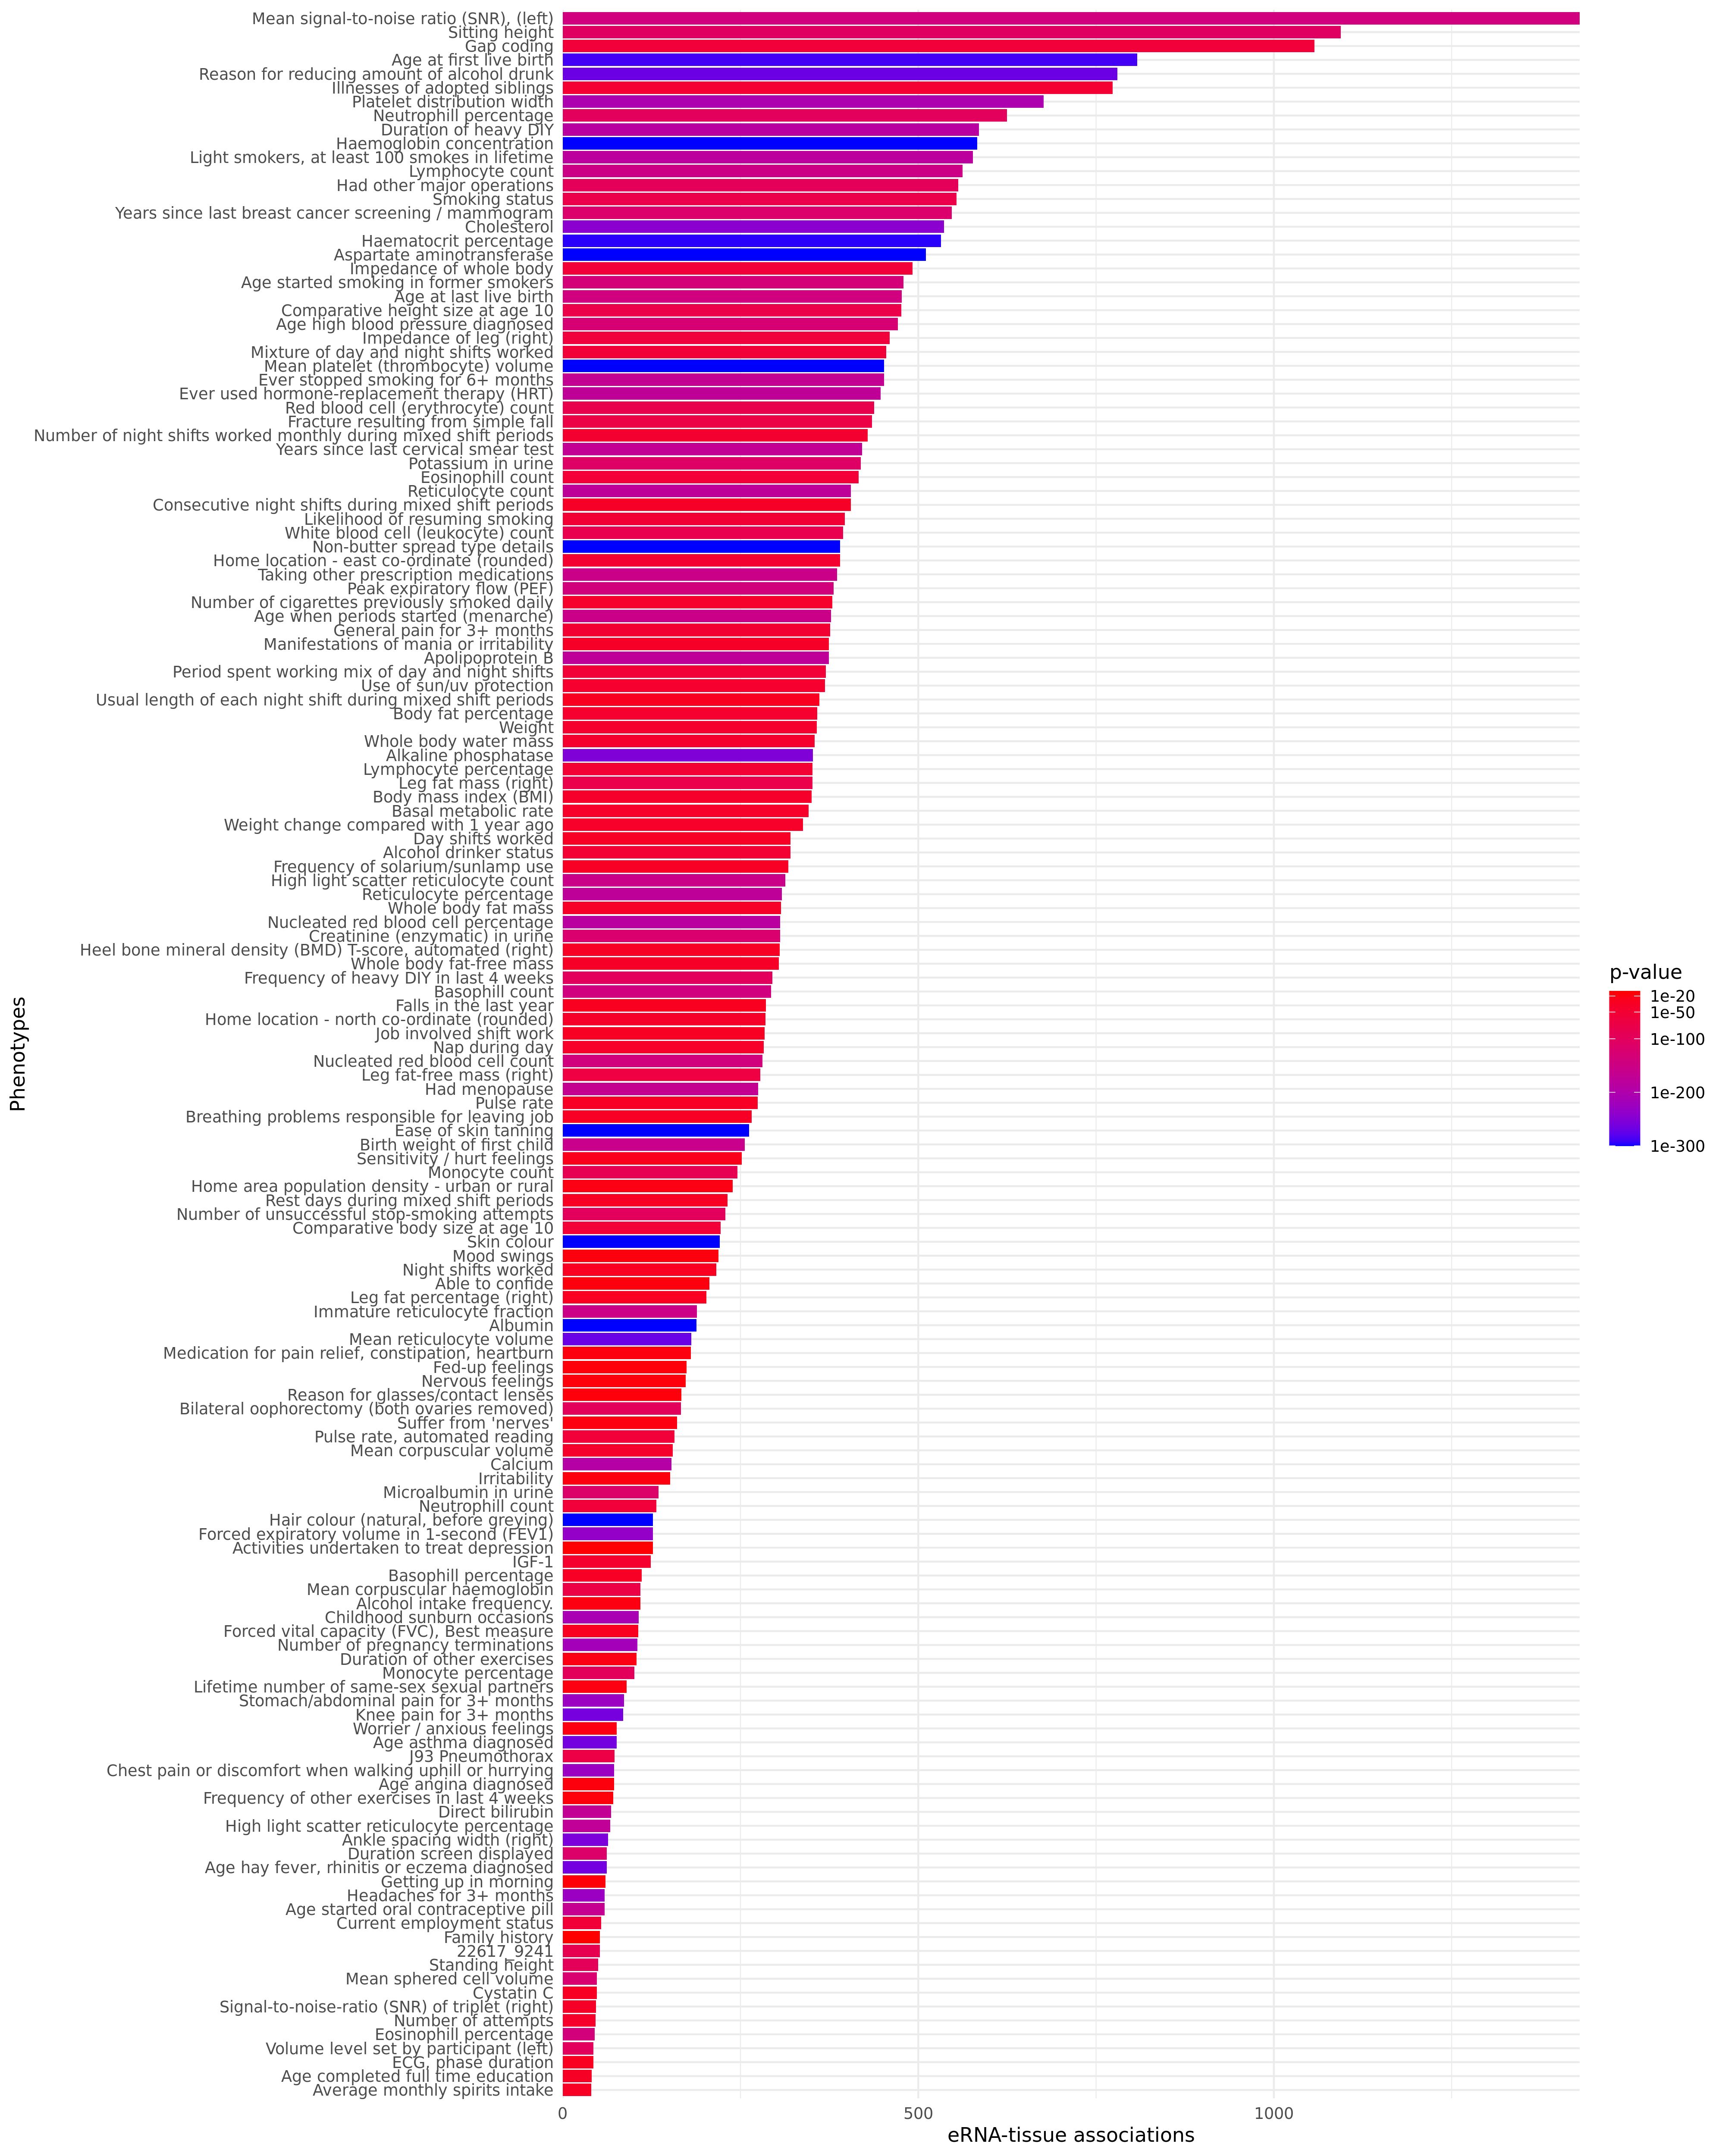 Mean signal-to-noise ratio (SNR), (left)
Sitting height
Gap coding
Age at first live birth
Reason for reducing amount of alcohol drunk
Illnesses of adopted siblings
Platelet distribution width
Neutrophill percentage
Duration of heavy DIY
Haemoglobin concentration
Light smokers, at least 100 smokes in lifetime
Lymphocyte count
Had other major operations
Smoking status
Years since last breast cancer screening / mammogram
Cholesterol
Haematocrit percentage
Aspartate aminotransferase
Impedance of whole body
Age started smoking in former smokers
Age at last live birth
Comparative height size at age 10
Age high blood pressure diagnosed
Impedance of leg (right)
Mixture of day and night shifts worked
Mean platelet (thrombocyte) volume
Ever stopped smoking for 6+ months
Ever used hormone-replacement therapy (HRT)
Red blood cell (erythrocyte) count
Fracture resulting from simple fall
Number of night shifts worked monthly during mixed shift periods
Years since last cervical smear test
Potassium in urine
Eosinophill count
Reticulocyte count
Consecutive night shifts during mixed shift periods
Likelihood of resuming smoking
White blood cell (leukocyte) count
Non-butter spread type details
Home location - east co-ordinate (rounded)
Taking other prescription medications
Peak expiratory flow (PEF)
Number of cigarettes previously smoked daily
Age when periods started (menarche)
General pain for 3+ months
Manifestations of mania or irritability
Apolipoprotein B
Period spent working mix of day and night shifts
Use of sun/uv protection
Usual length of each night shift during mixed shift periods
Body fat percentage
Weight
Whole body water mass
Alkaline phosphatase
Lymphocyte percentage
Leg fat mass (right)
Body mass index (BMI)
Basal metabolic rate
Weight change compared with 1 year ago
Day shifts worked
Alcohol drinker status
Frequency of solarium/sunlamp use
High light scatter reticulocyte count
Reticulocyte percentage
Whole body fat mass
Nucleated red blood cell percentage
Creatinine (enzymatic) in urine
Heel bone mineral density (BMD) T-score, automated (right)
Whole body fat-free mass
Frequency of heavy DIY in last 4 weeks
Basophill count
Falls in the last year
Home location - north co-ordinate (rounded)
Job involved shift work
Nap during day
Nucleated red blood cell count
Leg fat-free mass (right)
Had menopause
Pulse rate
Breathing problems responsible for leaving job
Ease of skin tanning
Birth weight of first child
Sensitivity / hurt feelings
Monocyte count
Home area population density - urban or rural
Rest days during mixed shift periods
Number of unsuccessful stop-smoking attempts
Comparative body size at age 10
Skin colour
Mood swings
Night shifts worked
Able to confide
Leg fat percentage (right)
Immature reticulocyte fraction
Albumin
Mean reticulocyte volume
Medication for pain relief, constipation, heartburn
Fed-up feelings
Nervous feelings
Reason for glasses/contact lenses
Bilateral oophorectomy (both ovaries removed)
Suffer from 'nerves'
Pulse rate, automated reading
Mean corpuscular volume
Calcium
Irritability
Microalbumin in urine
Neutrophill count
Hair colour (natural, before greying)
Forced expiratory volume in 1-second (FEV1)
Activities undertaken to treat depression
IGF-1
Basophill percentage
Mean corpuscular haemoglobin
Alcohol intake frequency.
Childhood sunburn occasions
Forced vital capacity (FVC), Best measure
Number of pregnancy terminations
Duration of other exercises
Monocyte percentage
Lifetime number of same-sex sexual partners
Stomach/abdominal pain for 3+ months
Knee pain for 3+ months
Worrier / anxious feelings
Age asthma diagnosed
J93 Pneumothorax
Chest pain or discomfort when walking uphill or hurrying
Age angina diagnosed
Frequency of other exercises in last 4 weeks
Direct bilirubin
High light scatter reticulocyte percentage
Ankle spacing width (right)
Duration screen displayed
Age hay fever, rhinitis or eczema diagnosed
Getting up in morning
Headaches for 3+ months
Age started oral contraceptive pill
Current employment status
Family history
22617_9241
Standing height
Mean sphered cell volume
Cystatin C
Signal-to-noise-ratio (SNR) of triplet (right)
Number of attempts
Eosinophill percentage
Volume level set by participant (left)
ECG, phase duration
Age completed full time education
Average monthly spirits intake
0
500
1000
eRNA-tissue associations
Phenotypes
p-value
1e-20
1e-50
1e-100
1e-200
1e-300